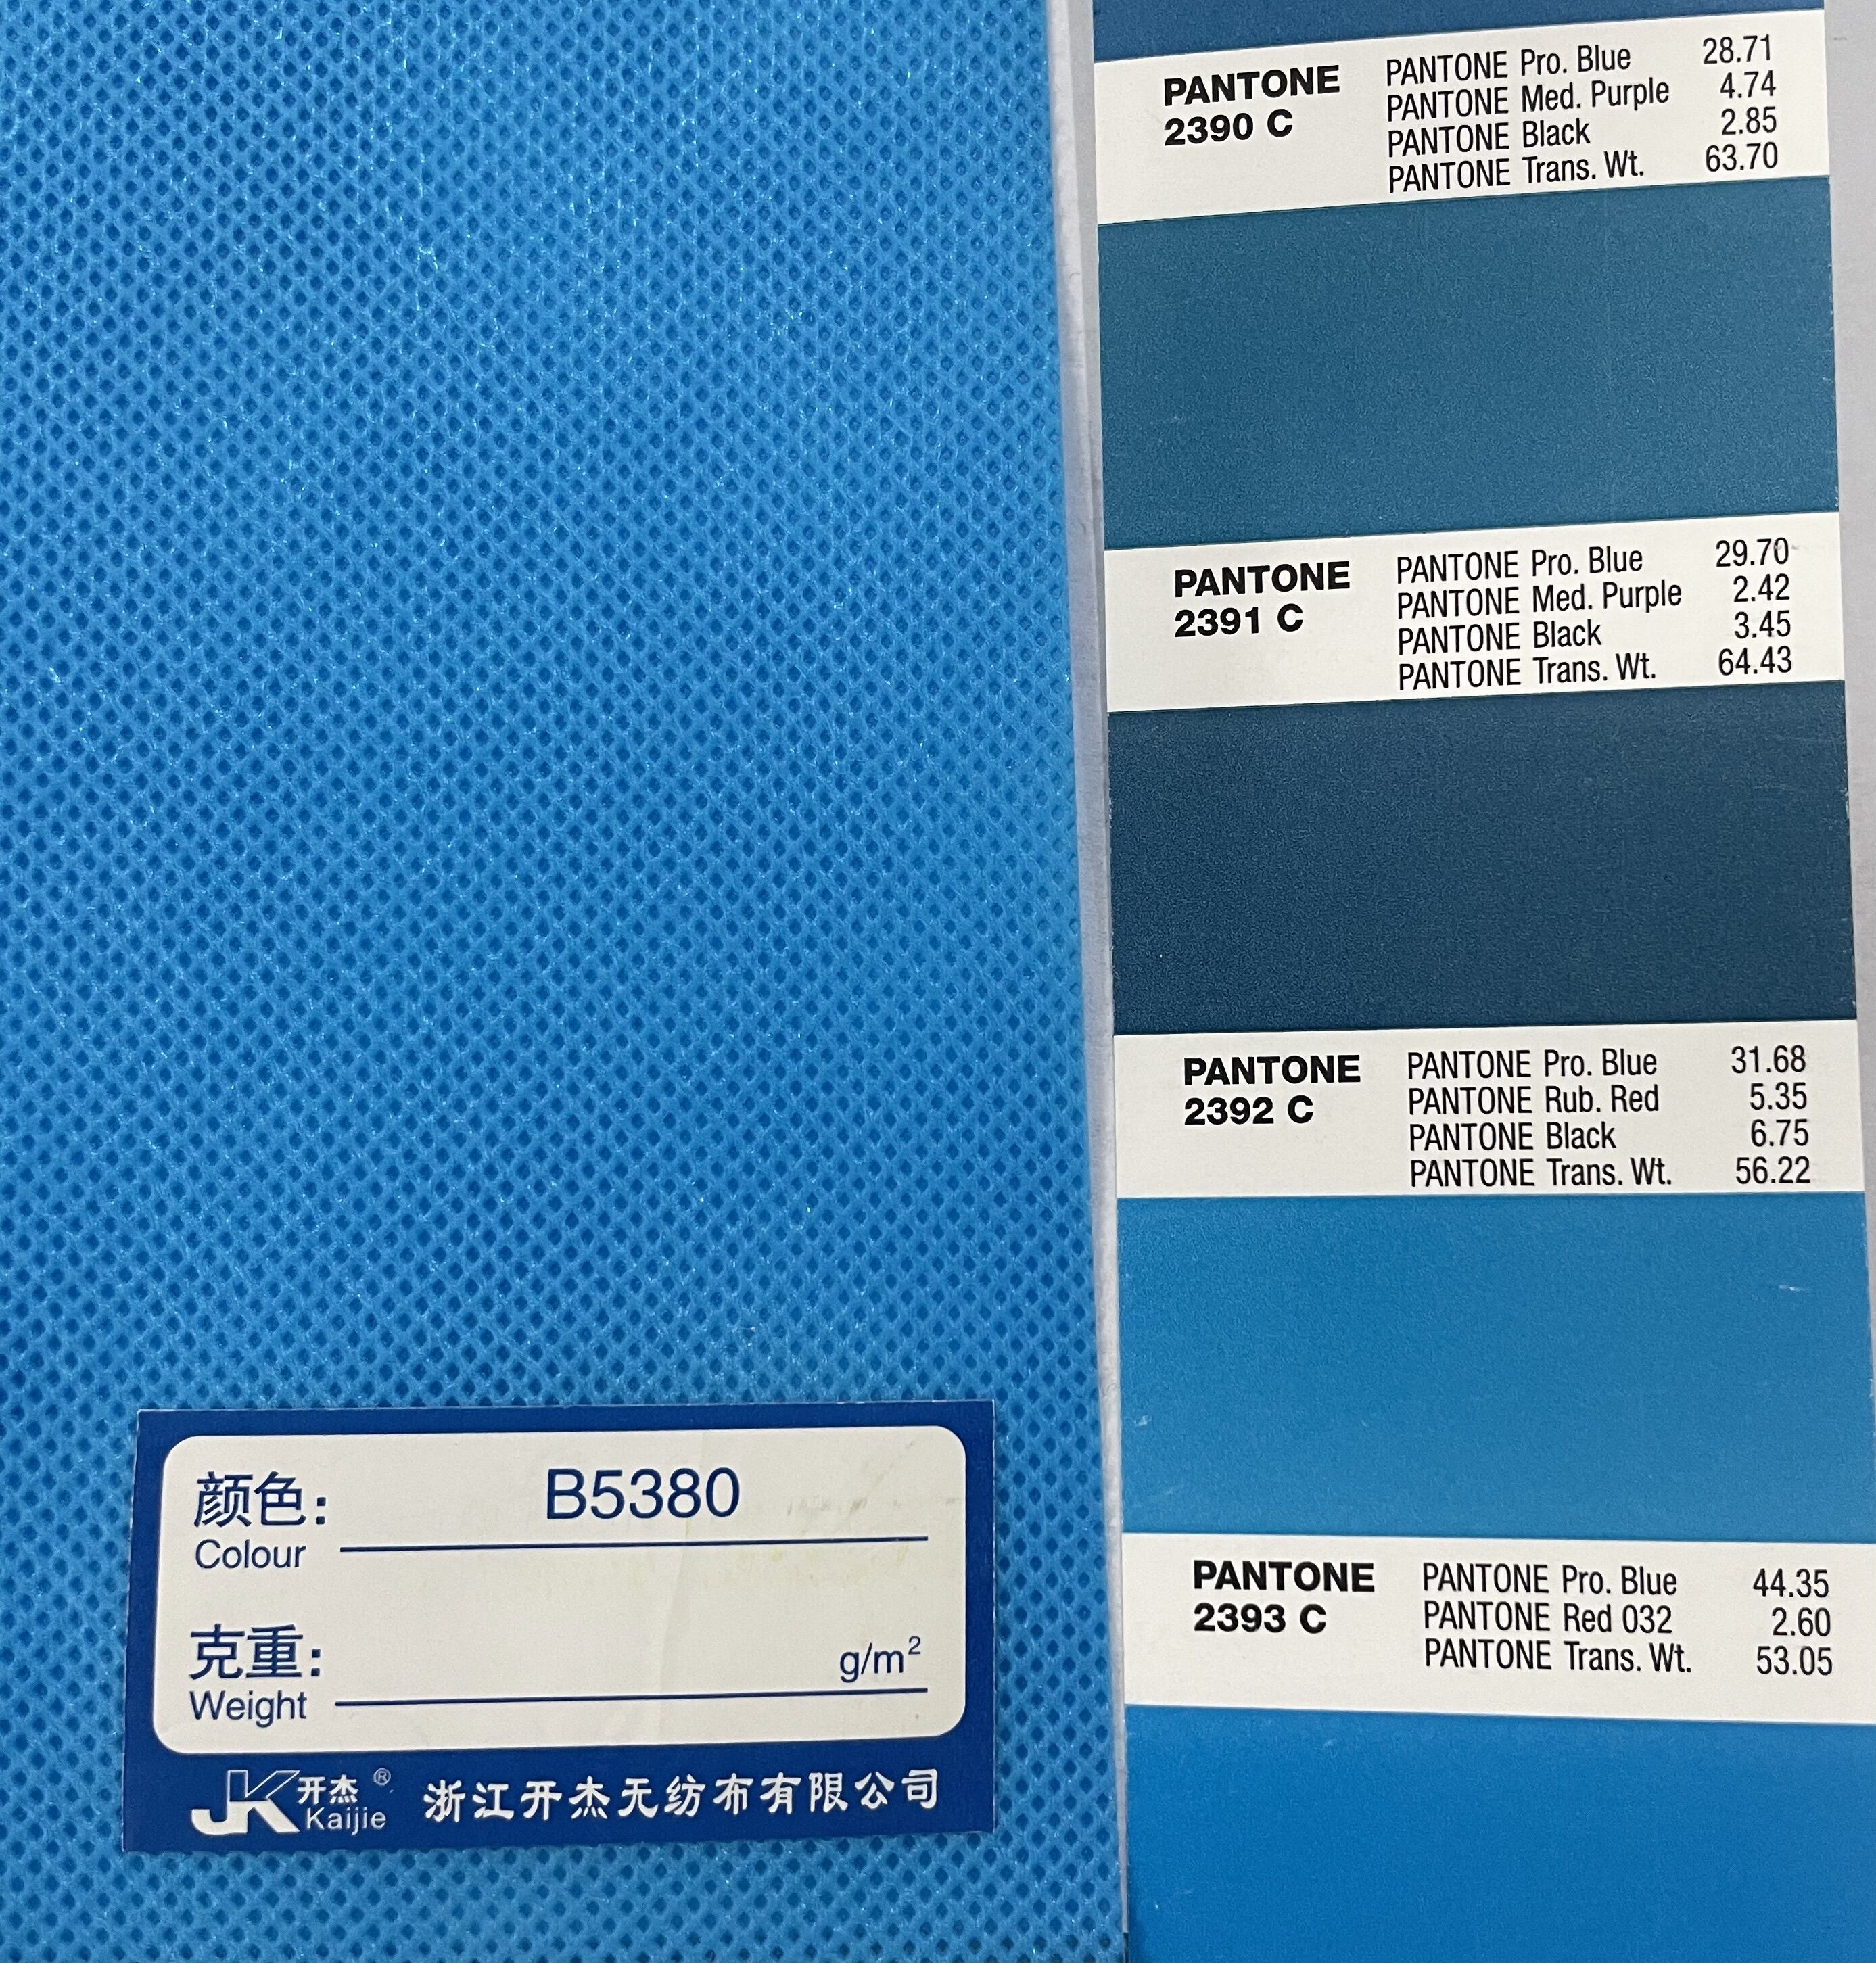 PANTONE
2390 C
PANTONE Pro. Blue 28.71
PANTONE Med. Purple 4.74
PANTONE Black 2.85
PANTONE Trans. Wt. 63.70
PANTONE
2391 C
PANTONE Pro. Blue 29.70
PANTONE Med. Purple 2.42
PANTONE Black 3.45
PANTONE Trans. Wt. 64.43
PANTONE
2392 C
PANTONE Pro. Blue 31.68
PANTONE Rub. Red 5.35
PANTONE Black 6.75
PANTONE Trans. Wt. 56.22
PANTONE
2393 C
PANTONE Pro. Blue 44.35
PANTONE Red 032 2.60
PANTONE Trans. Wt. 53.05
颜色: B5380
Colour
克重: g/m²
Weight
JK 开杰® 浙江开杰无纺布有限公司
Kaijie